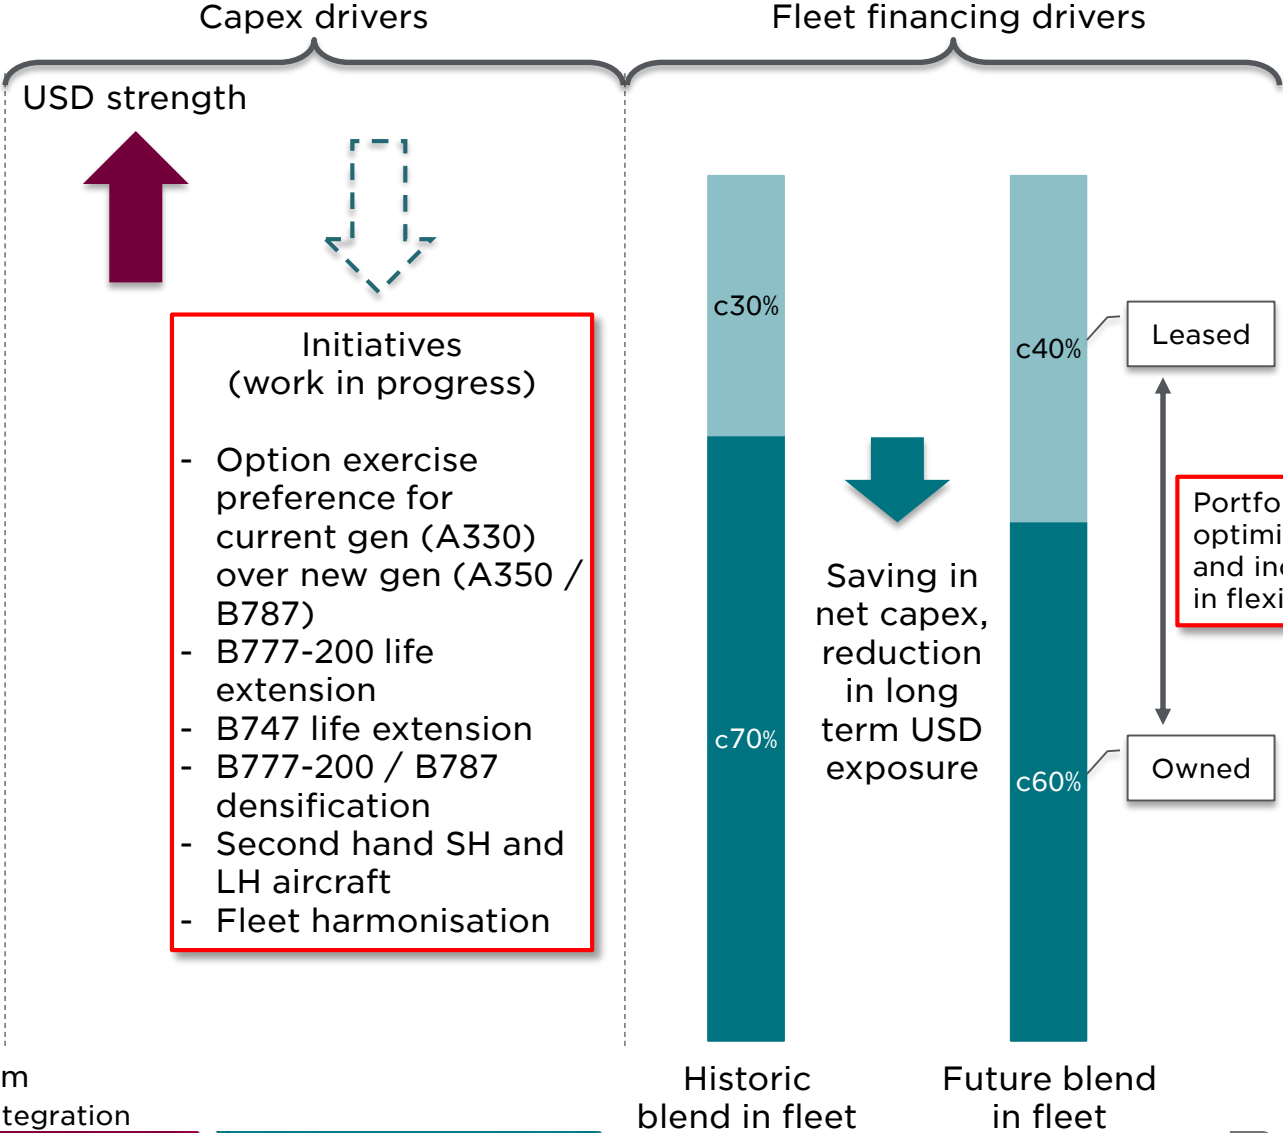 Capex drivers
Fleet financing drivers
USD strength
Initiatives
(work in progress)
- Option exercise
preference for
current gen (A330)
over new gen (A350 /
B787)
- B777-200 life
extension
- B747 life extension
- B777-200 / B787
densification
- Second hand SH and
LH aircraft
- Fleet harmonisation
c30%
c70%
Saving in
net capex,
reduction
in long
term USD
exposure
c40%
c60%
Leased
Owned
and
in
Historic
blend in fleet
Future blend
in fleet